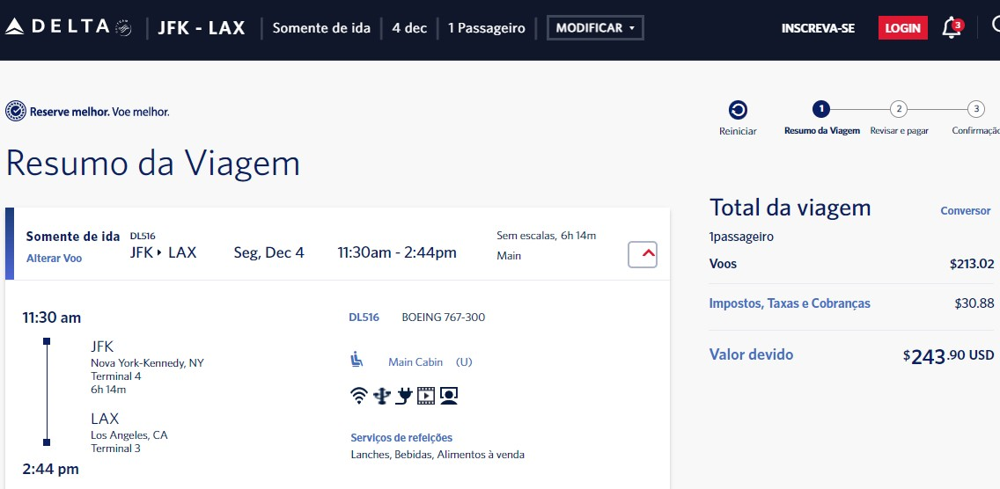 DELTA
JFK - LAX
Somente de ida
4 dec
1 Passageiro
MODIFICAR
INSCREVA-SE
LOGIN
3
Reserve melhor. Voe melhor.
Reiniciar
1
Resumo da Viagem
2
Revisar e pagar
3
Confirmação
Resumo da Viagem
Somente de ida
Alterar Voo
DL516
JFK LAX
Seg, Dec 4
11:30am - 2:44pm
Sem escalas, 6h 14m
Main
11:30 am
JFK
Nova York-Kennedy, NY
Terminal 4
6h 14m
LAX
Los Angeles, CA
Terminal 3
2:44 pm
DL516 BOEING 767-300
Main Cabin (U)
Serviços de refeições
Lanches, Bebidas, Alimentos à venda
Total da viagem
Conversor
1passageiro
Voos $213.02
Impostos, Taxas e Cobranças $30.88
Valor devido $243.90 USD